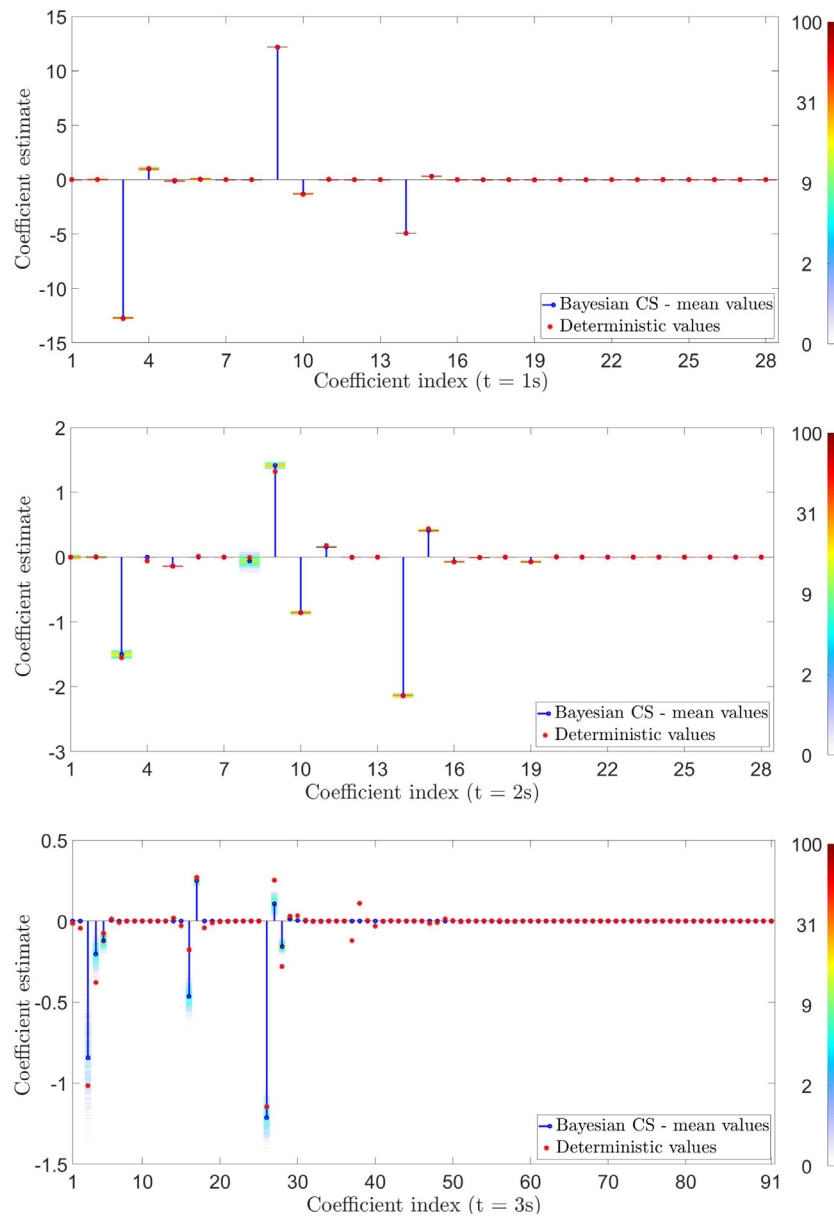 15
10
5
0
-5
-10
-15
Coefficient estimate
1 4 7 10 13 16 19 22 25 28
Coefficient index (t = 1s)
Bayesian CS - mean values
Deterministic values
100
31
9
2
0
2
1
0
-1
-2
-3
Coefficient estimate
1 4 7 10 13 16 19 22 25 28
Coefficient index (t = 2s)
Bayesian CS - mean values
Deterministic values
100
31
9
2
0
0.5
0
-0.5
-1
-1.5
Coefficient estimate
1 10 20 30 40 50 60 70 80 91
Coefficient index (t = 3s)
Bayesian CS - mean values
Deterministic values
100
31
9
2
0